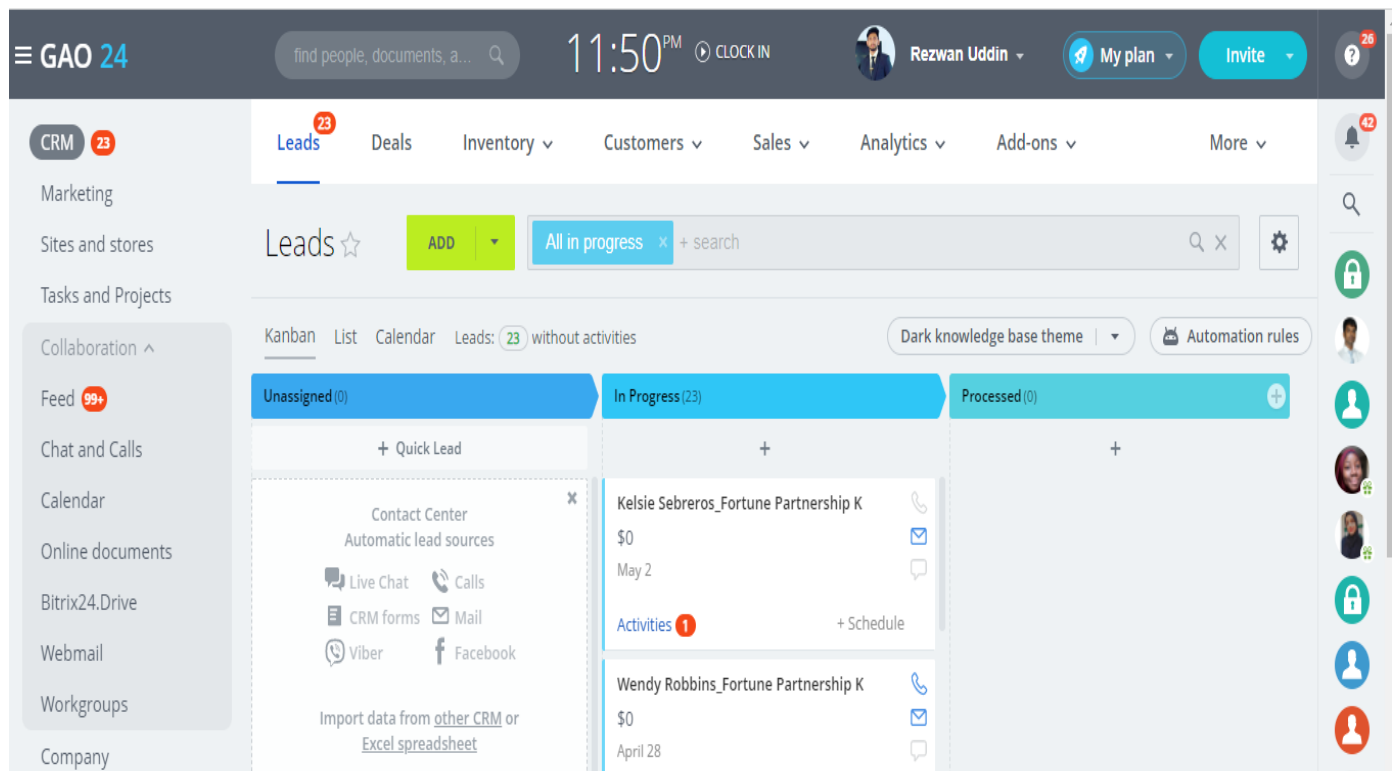 GAO 24
find people, documents, a...
11:50 PM
CLOCK IN
Rezwan Uddin
My plan
Invite
26
CRM 23
Marketing
Sites and stores
Tasks and Projects
Collaboration
Feed 99+
Chat and Calls
Calendar
Online documents
Bitrix24.Drive
Webmail
Workgroups
Company
Leads 23
Deals
Inventory
Customers
Sales
Analytics
Add-ons
More
42
Leads
ADD
All in progress x + search
Kanban
List
Calendar
Leads: 23 without activities
Dark knowledge base theme
Automation rules
Unassigned (0)
+ Quick Lead
Contact Center
Automatic lead sources
Live Chat
Calls
CRM forms
Mail
Viber
Facebook
Import data from other CRM or
Excel spreadsheet
In Progress (23)
+
Kelsie Sebreros_Fortune Partnership K
$0
May 2
Activities 1
+ Schedule
Wendy Robbins_Fortune Partnership K
$0
April 28
Processed (0)
+